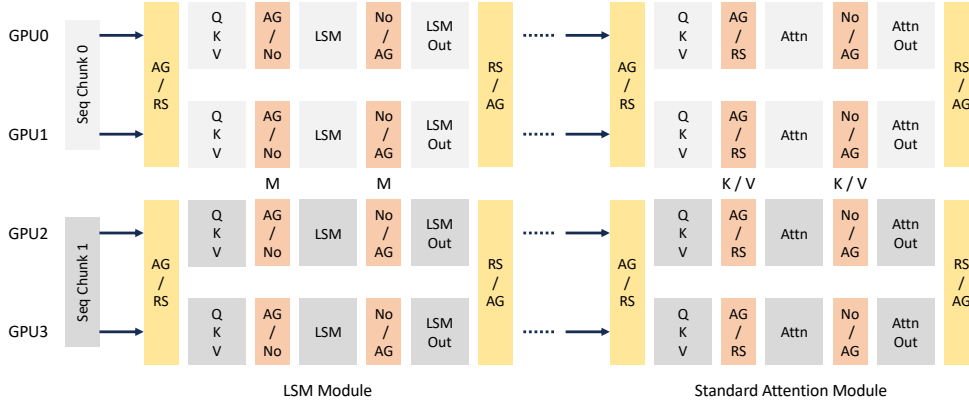 GPU0
GPU1
Seq Chunk 0
AG
/
RS
Q
K
V
AG
/
No
LSM
No
/
AG
LSM
Out
Q
K
V
AG
/
No
LSM
No
/
AG
LSM
Out
RS
/
AG
AG
/
RS
Q
K
V
AG
/
RS
Attn
No
/
AG
Attn
Out
Q
K
V
AG
/
RS
Attn
No
/
AG
Attn
Out
RS
/
AG
M
M
K / V
K / V
GPU2
GPU3
Seq Chunk 1
AG
/
RS
Q
K
V
AG
/
No
LSM
No
/
AG
LSM
Out
Q
K
V
AG
/
No
LSM
No
/
AG
LSM
Out
RS
/
AG
AG
/
RS
Q
K
V
AG
/
RS
Attn
No
/
AG
Attn
Out
Q
K
V
AG
/
RS
Attn
No
/
AG
Attn
Out
RS
/
AG
LSM Module
Standard Attention Module